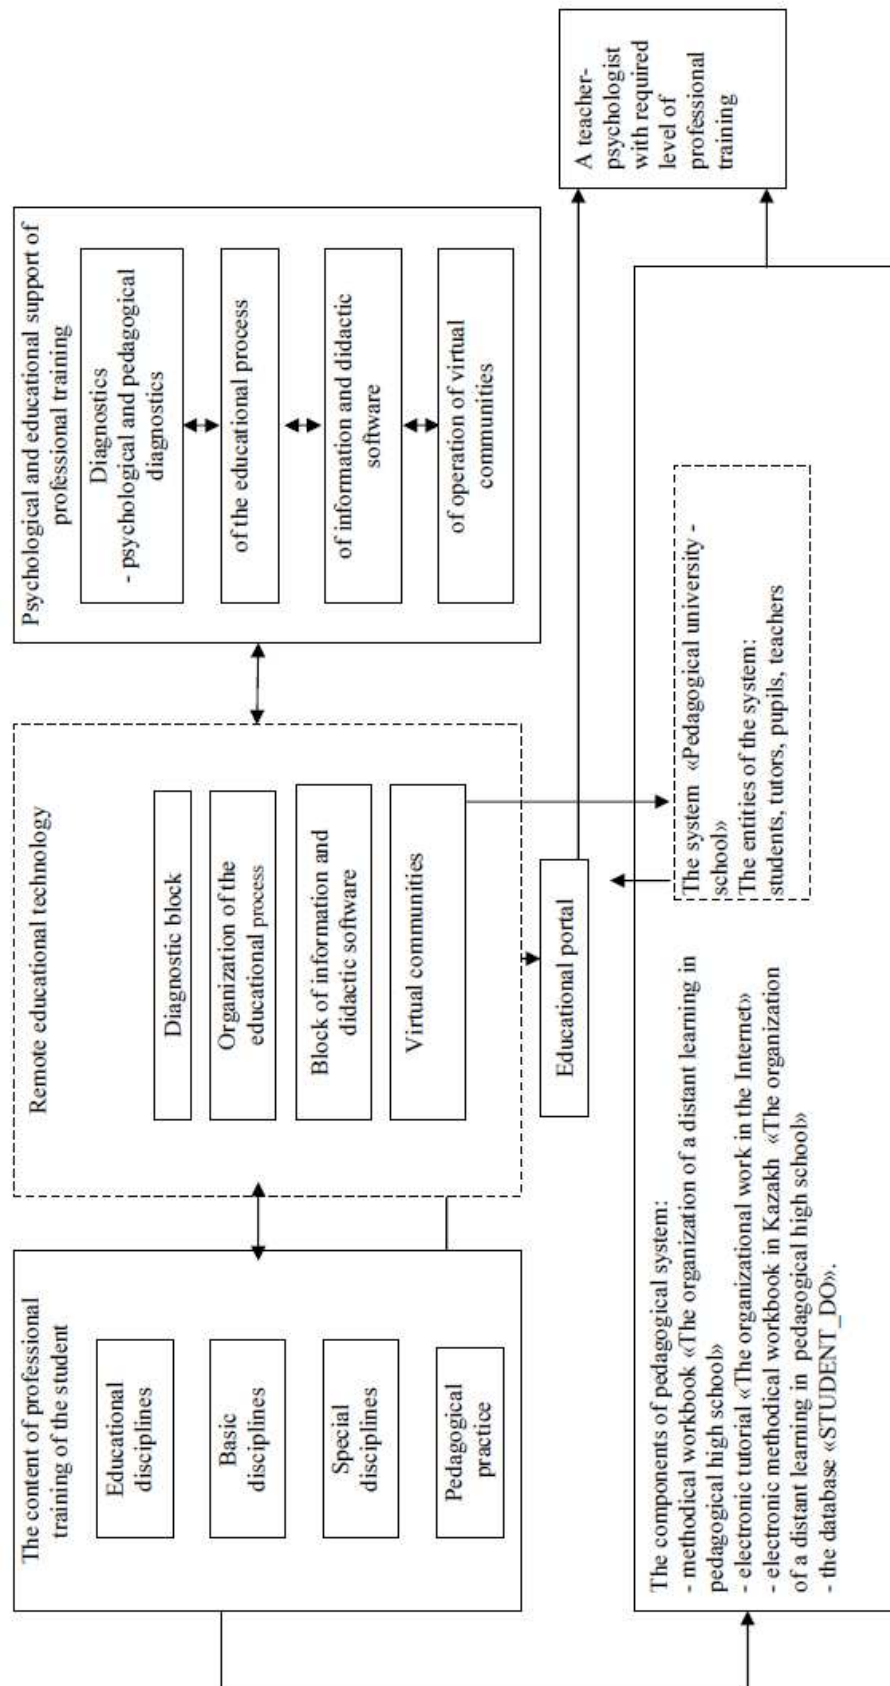 The content of professional
training of the student
Educational
disciplines
Basic
disciplines
Special
disciplines
Pedagogical
practice
Remote educational technology
Diagnostic block
Organization of the
educational process
Block of information and
didactic software
Virtual communities
Psychological and educational support of
professional training
Diagnostics
- psychological and pedagogical
diagnostics
of the educational process
of information and didactic
software
of operation of virtual
communities
Educational portal
A teacher-
psychologist
with required
level of
professional
training
The components of pedagogical system:
- methodical workbook «The organization of a distant learning in
pedagogical high school»
- electronic tutorial «The organizational work in the Internet»
- electronic methodical workbook in Kazakh «The organization
of a distant learning in pedagogical high school»
- the database «STUDENT_DO».
The system «Pedagogical university -
school»
The entities of the system:
students, tutors, pupils, teachers